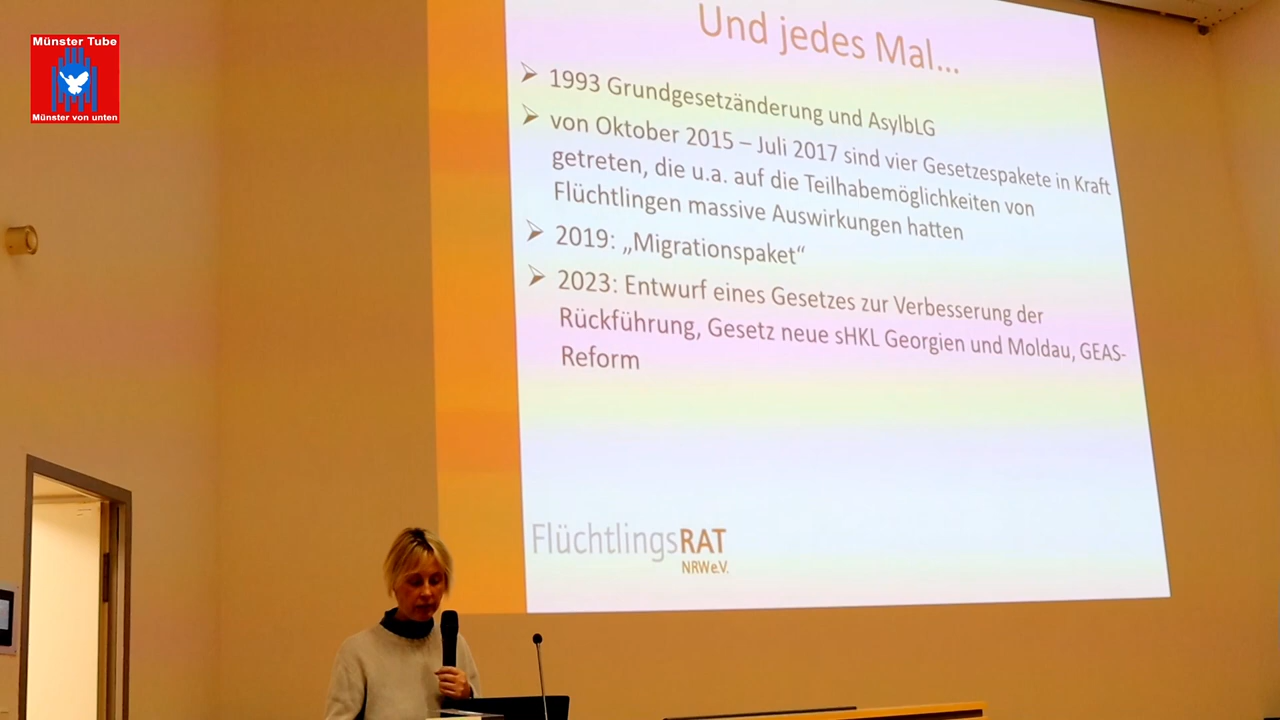 Münster Tube
Münster von unten
Und jedes Mal...
1993 Grundgesetzänderung und AsylbLG
von Oktober 2015 – Juli 2017 sind vier Gesetzespakete in Kraft
getreten, die u.a. auf die Teilhabemöglichkeiten von
Flüchtlingen massive Auswirkungen hatten
2019: „Migrationspaket“
2023: Entwurf eines Gesetzes zur Verbesserung der
Rückführung, Gesetz neue sHKL Georgien und Moldau, GEAS-
Reform
FlüchtlingsRAT
NRWe.V.